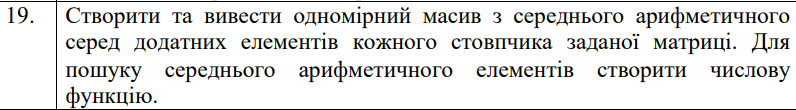 19. Створити та вивести одномірний масив з середнього арифметичного
серед додатних елементів кожного стовпчика заданої матриці. Для
пошуку середнього арифметичного елементів створити числову
функцію.